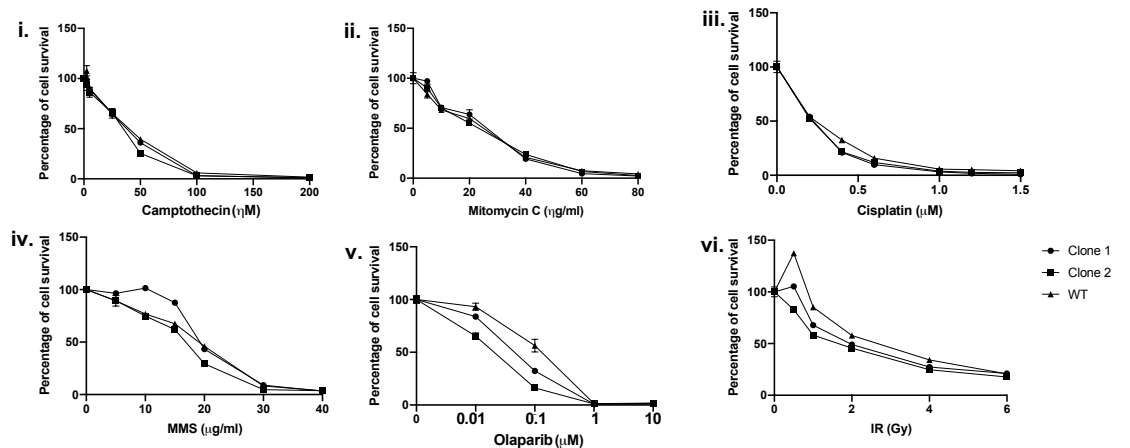 i.
Percentage of cell survival
150
100
50
0
0 50 100 150 200
Camptothecin (ηM)
ii.
Percentage of cell survival
150
100
50
0
0 20 40 60 80
Mitomycin C (ηg/ml)
iii.
Percentage of cell survival
150
100
50
0
0.0 0.5 1.0 1.5
Cisplatin (μM)
iv.
Percentage of cell survival
150
100
50
0
0 10 20 30 40
MMS (μg/ml)
v.
Percentage of cell survival
150
100
50
0
0 0.01 0.1 1 10
Olaparib (μM)
vi.
Percentage of cell survival
150
100
50
0
0 2 4 6
IR (Gy)
Clone 1
Clone 2
WT